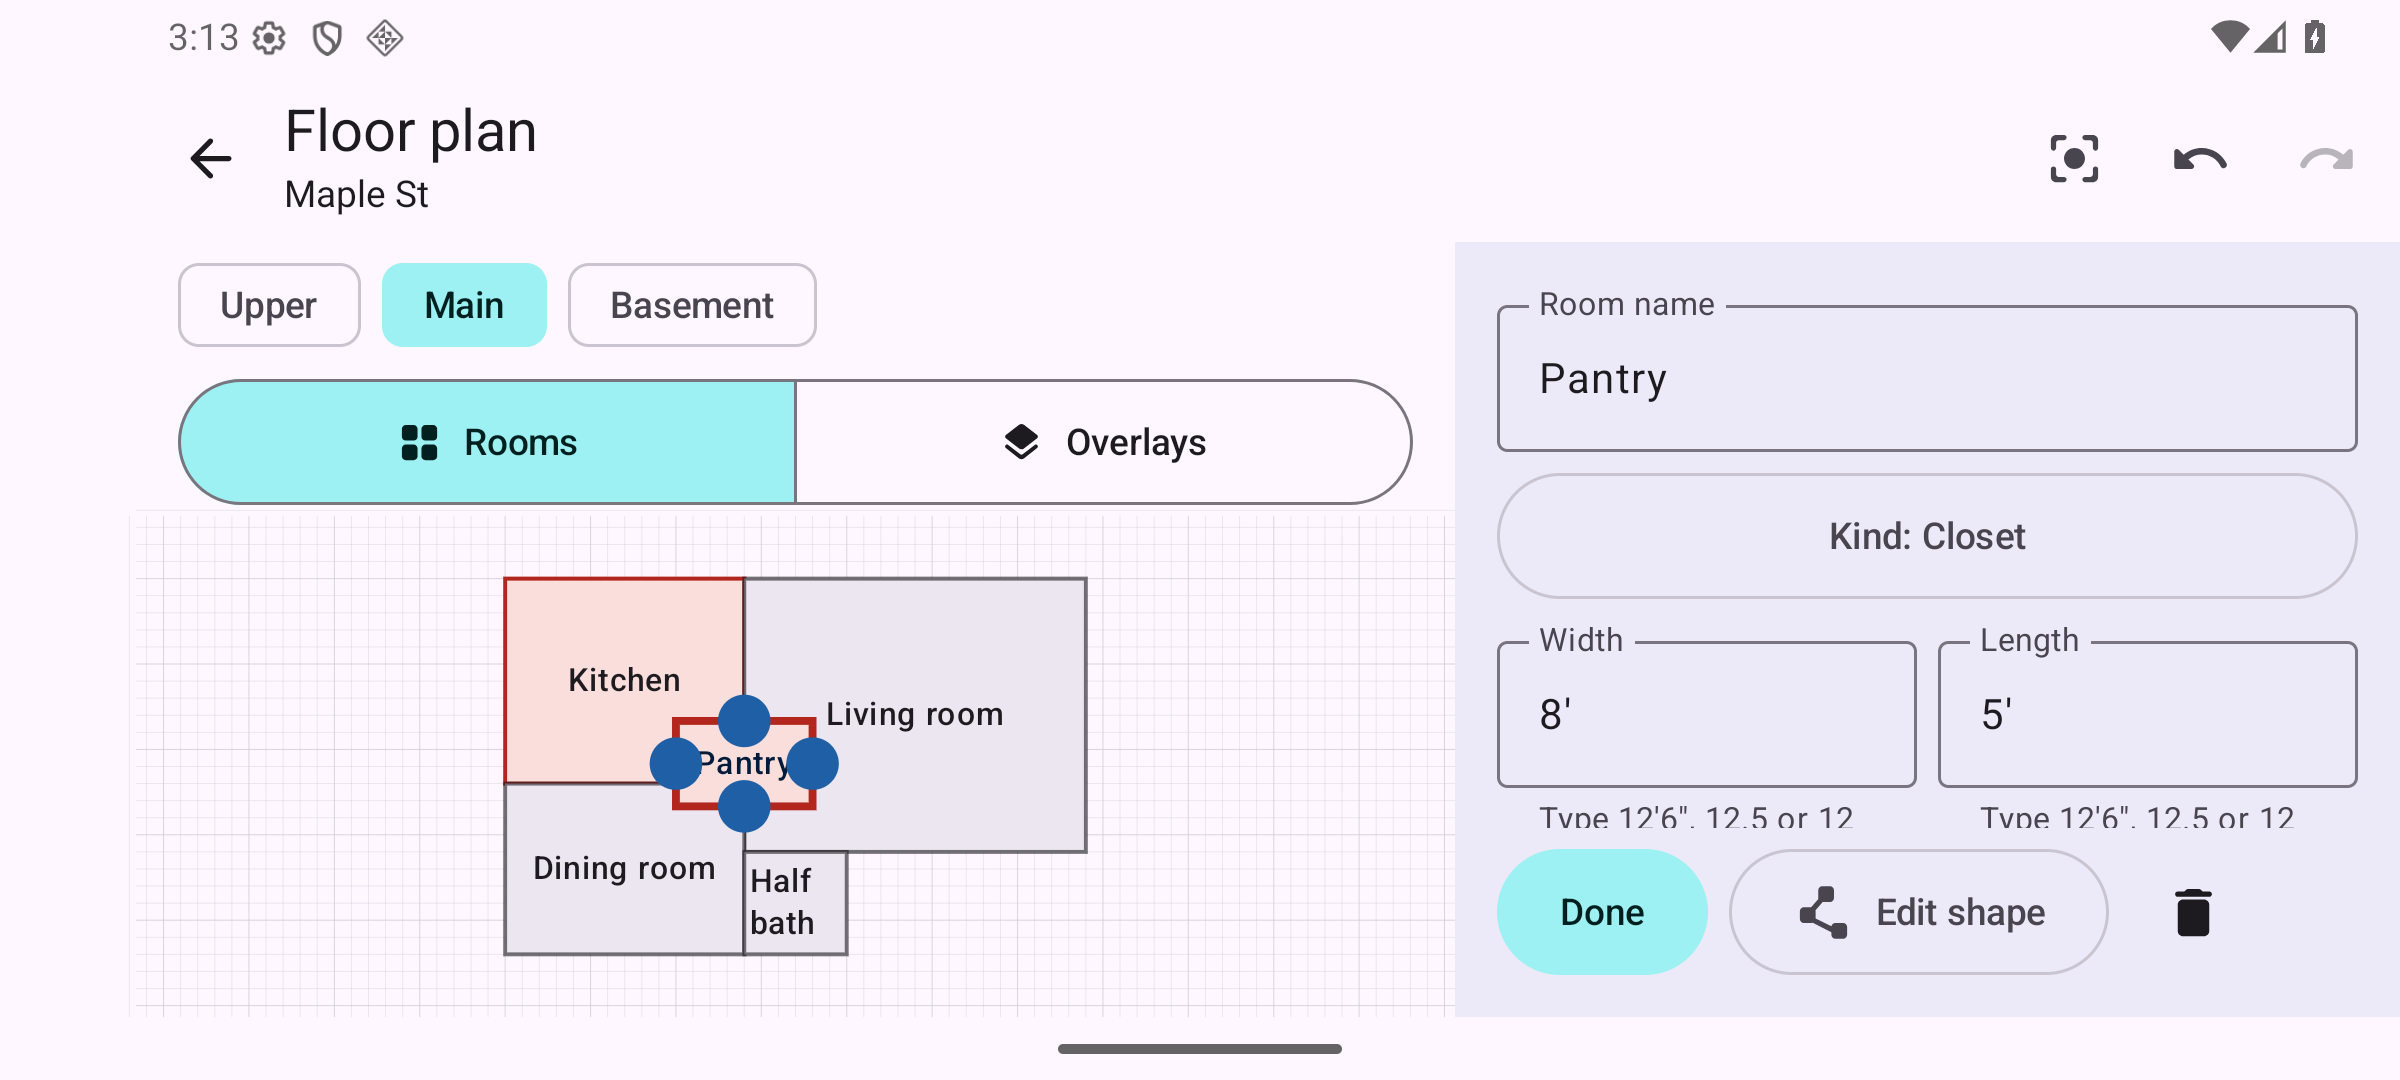 3:13
Floor plan
Maple St
Upper
Main
Basement
Rooms
Overlays
Kitchen
Living room
Pantry
Dining room
Half
bath
Room name
Pantry
Kind: Closet
Width
Length
8'
5'
Type 12'6", 12.5 or 12
Type 12'6", 12.5 or 12
Done
Edit shape